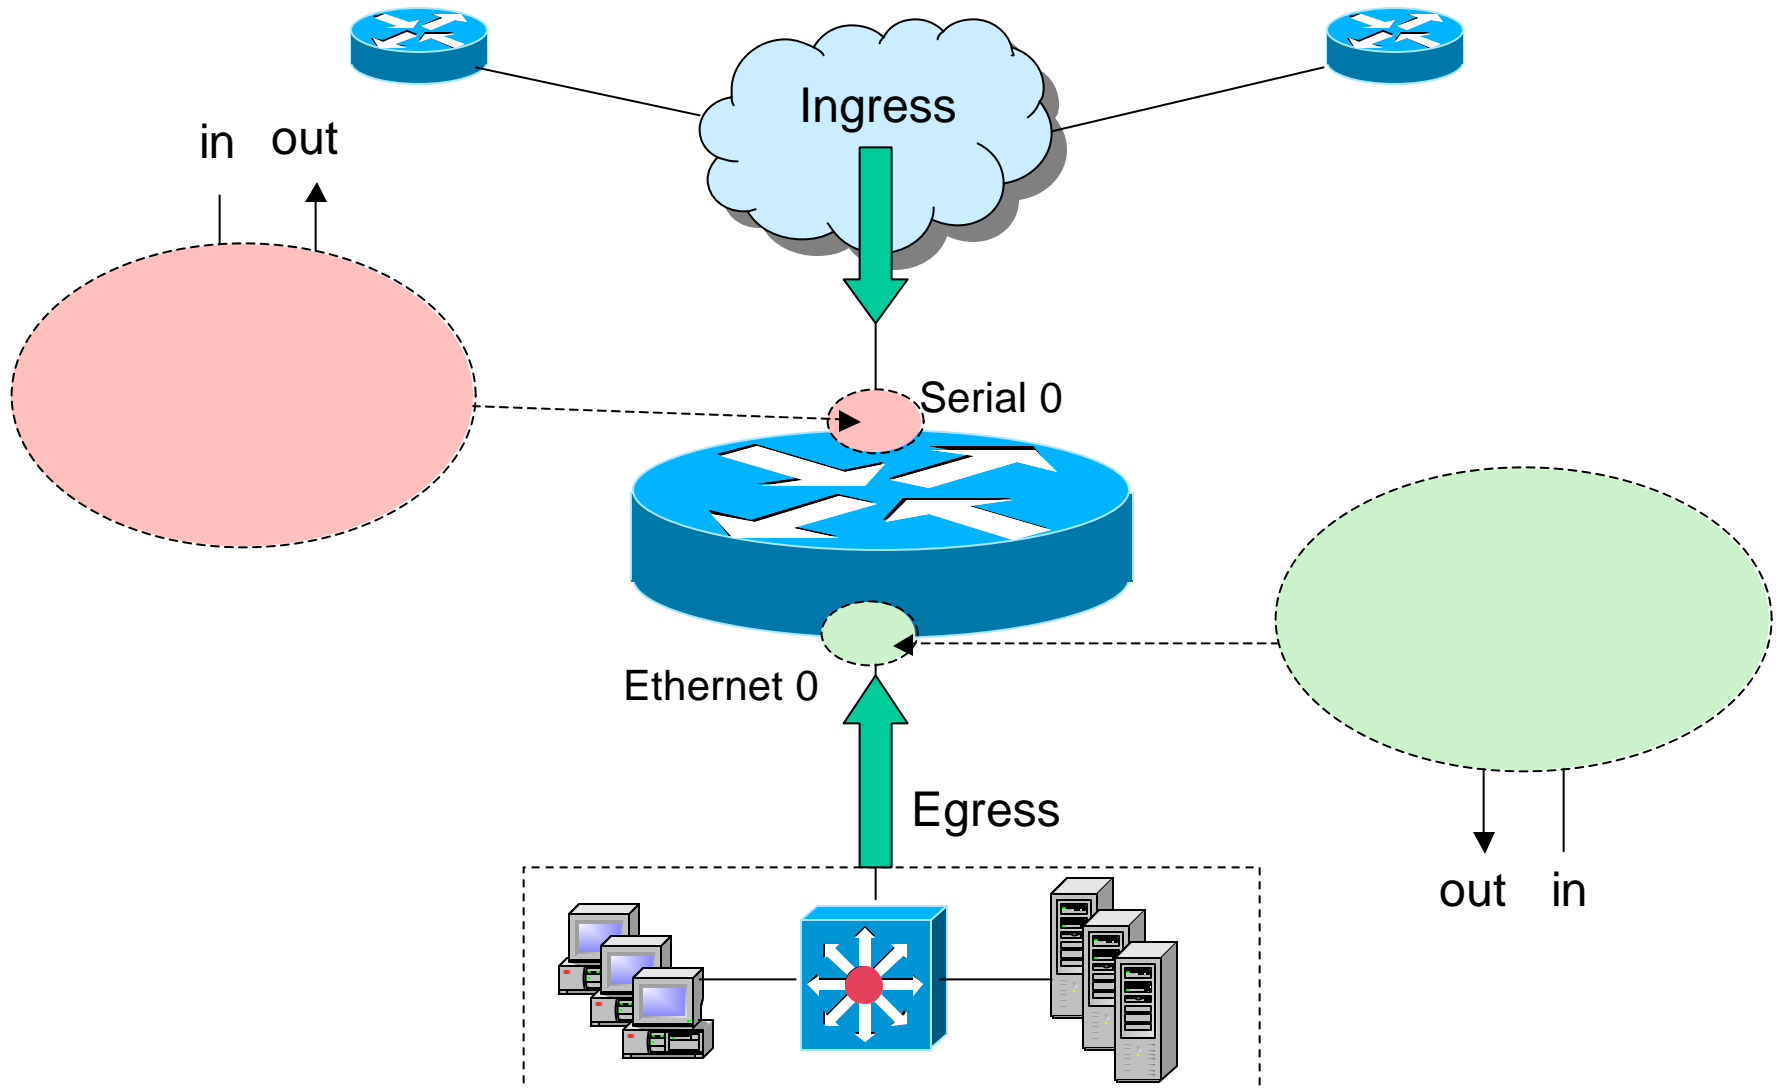 Ingress
in out
Serial 0
Ethernet 0
Egress
out in